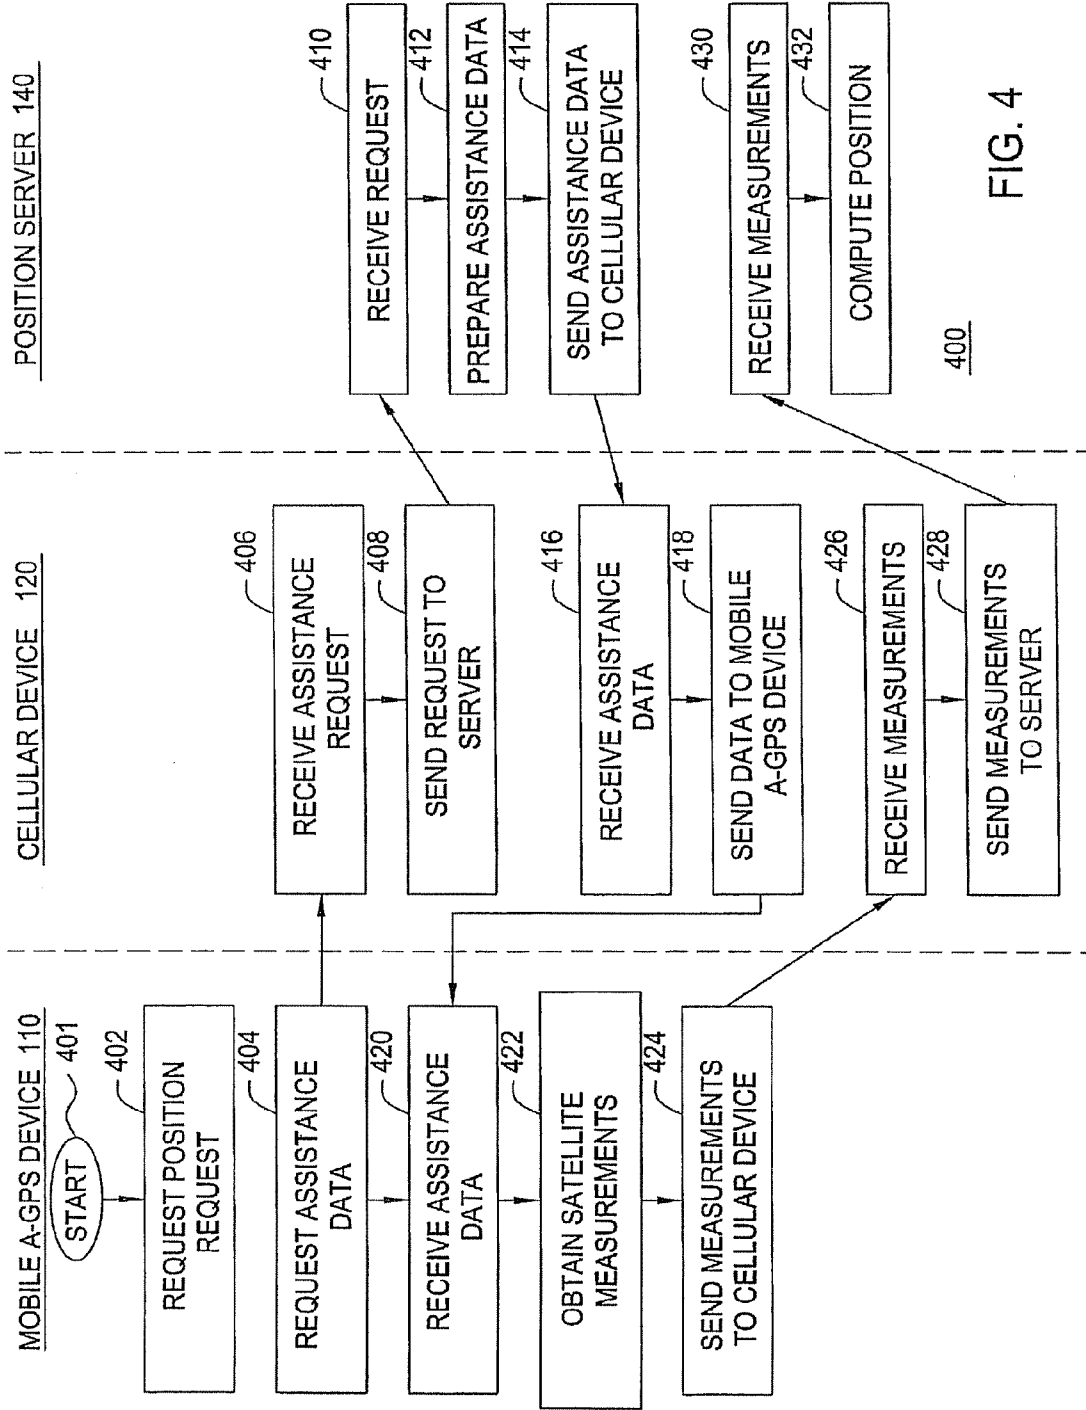 MOBILE A-GPS DEVICE 110
START
401
402
REQUEST POSITION
REQUEST
404
REQUEST ASSISTANCE
DATA
420
RECEIVE ASSISTANCE
DATA
422
OBTAIN SATELLITE
MEASUREMENTS
424
SEND MEASUREMENTS
TO CELLULAR DEVICE
CELLULAR DEVICE 120
406
RECEIVE ASSISTANCE
REQUEST
408
SEND REQUEST TO
SERVER
416
RECEIVE ASSISTANCE
DATA
418
SEND DATA TO MOBILE
A-GPS DEVICE
426
RECEIVE MEASUREMENTS
428
SEND MEASUREMENTS
TO SERVER
POSITION SERVER 140
410
RECEIVE REQUEST
412
PREPARE ASSISTANCE DATA
414
SEND ASSISTANCE DATA
TO CELLULAR DEVICE
430
RECEIVE MEASUREMENTS
432
COMPUTE POSITION
400
FIG. 4